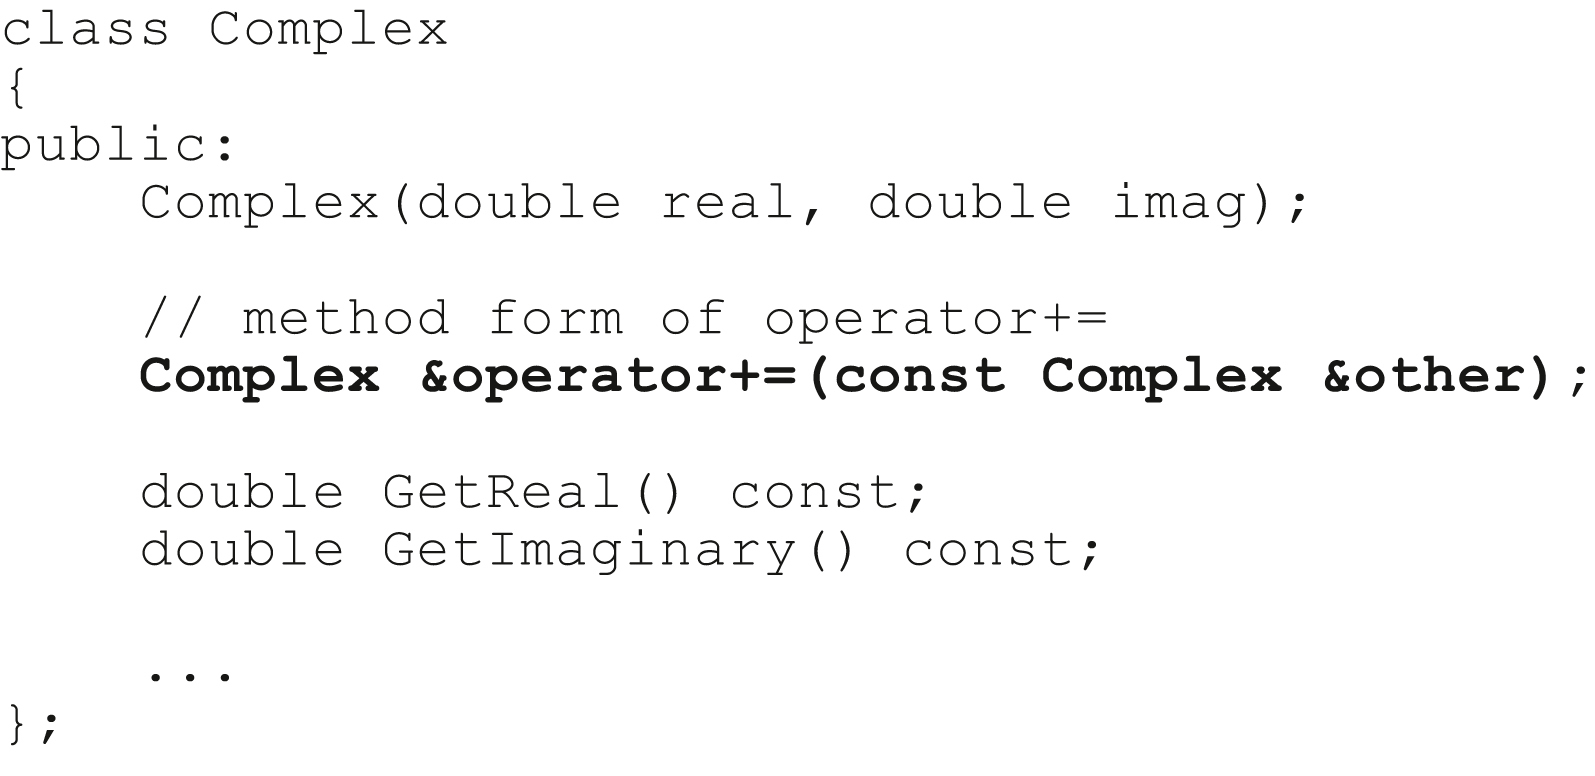 class Complex
{
public:
    Complex(double real, double imag);

    // method form of operator+=
    Complex &operator+=(const Complex &other);

    double GetReal() const;
    double GetImaginary() const;

    ...
};